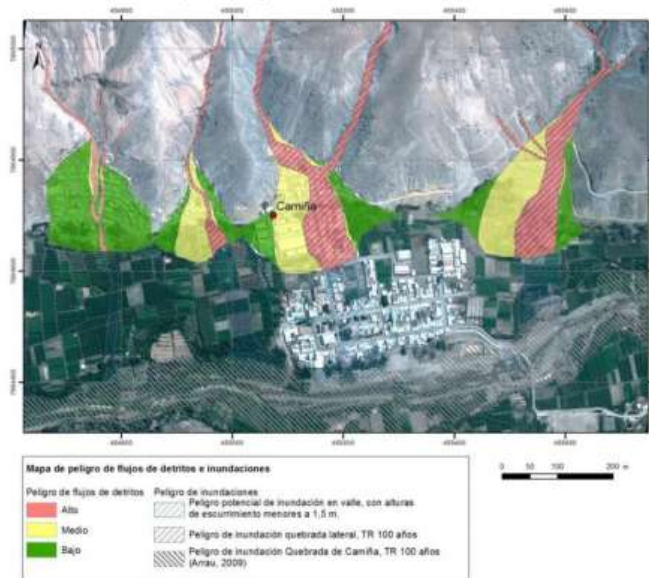 Camiña
Mapa de peligro de flujos de detritos e inundaciones
Peligro de flujos de detritos
Alto
Medio
Bajo
Peligro de inundaciones
Peligro potencial de inundación en valle, con alturas
de escurrimiento menores a 1,5 m.
Peligro de inundación quebrada lateral, TR 100 años
Peligro de inundación Quebrada de Camiña, TR 100 años
(Arrau, 2009)
0 50 100 200 m